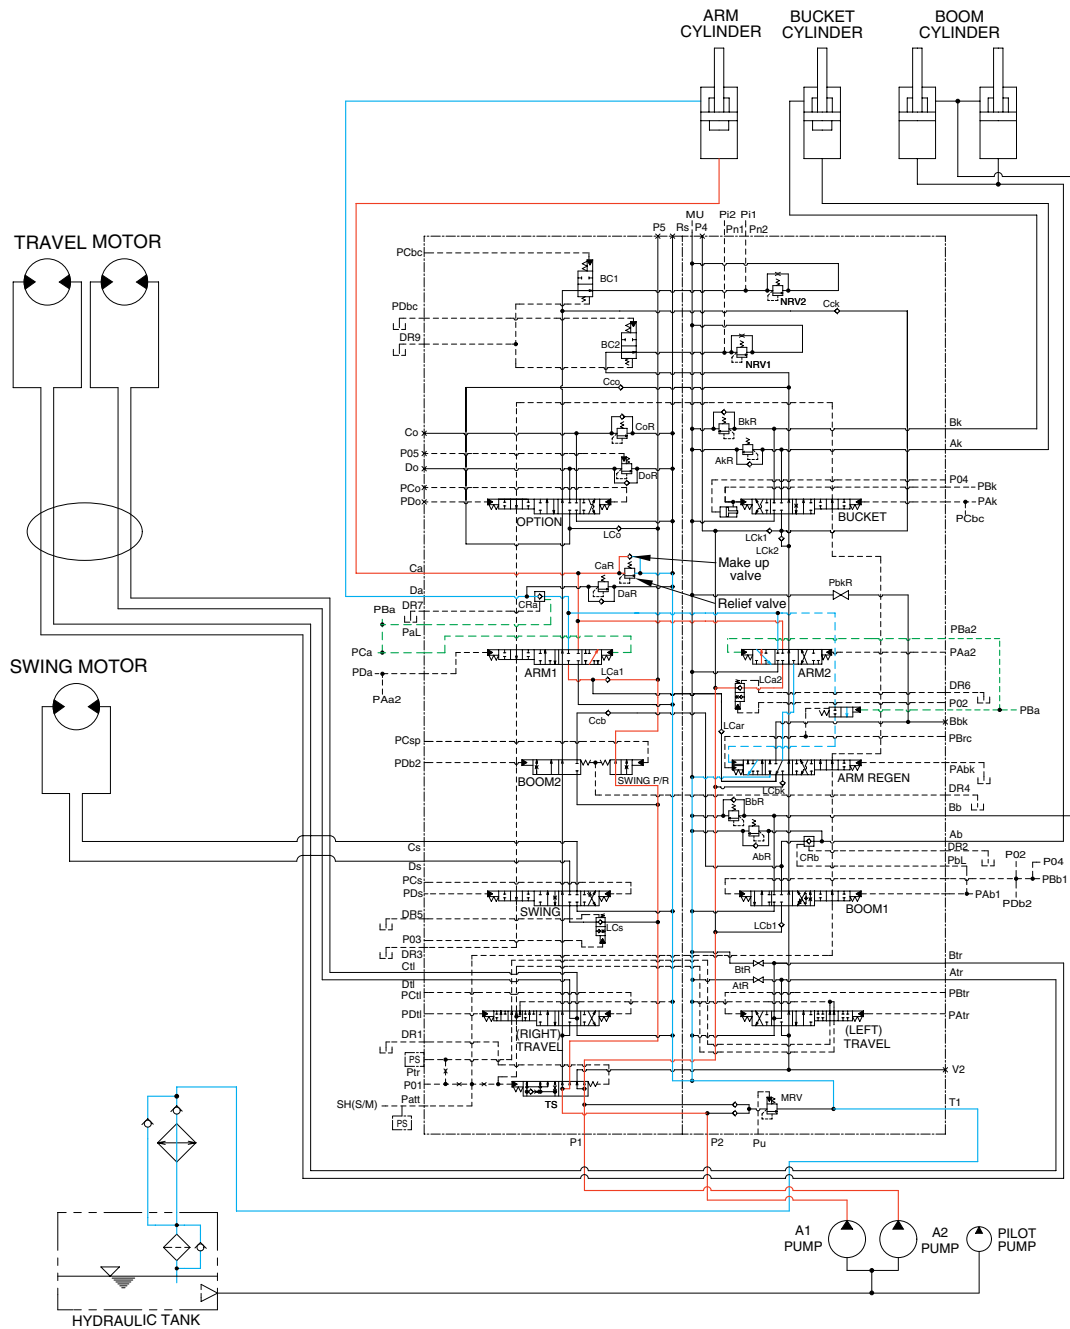 ARM
CYLINDER
BUCKET
CYLINDER
BOOM
CYLINDER
TRAVEL MOTOR
SWING MOTOR
MU
Pi2 Pi1
P5 Rs P4 Pn1 Pn2
PCbc
BC1
NRV2
Cck
PDbc
DR9
BC2
NRV1
Cco
Co
CoR
BkR
Bk
P05
Ak
Do
DoR
AkR
P04
PCo
PBk
PDo
PAk
OPTION
BUCKET
PCbc
LCo
LCk1
LCk2
Ca
CaR
Make up
valve
DaR
Relief valve
PbkR
Da
CRa
PBa
DR7
PaL
PBa2
PCa
PAa2
PDa
ARM1
LCa1
LCa2
ARM2
PAa2
DR6
P02
PBa
Ccb
LCar
Bbk
PCsp
PBrc
PDb2
BOOM2
SWING P/R
ARM REGEN
PAbk
LCbk
DR4
BbR
Bb
AbR
CRb
Ab
Cs
DR2
Ds
PbL
P02
P04
PCs
PBb1
PDs
PAb1
PDb2
SWING
BOOM1
DR5
LCs
LCb1
P03
DR3
Ctl
BtR
Btr
Dtl
AtR
Atr
PCtl
PBtr
PDtl
PAtr
(RIGHT)
TRAVEL
(LEFT)
TRAVEL
DR1
PS
Ptr
V2
P01
Patt
TS
MRV
T1
SH(S/M)
PS
P1
P2
Pu
A1
PUMP
A2
PUMP
PILOT
PUMP
HYDRAULIC TANK